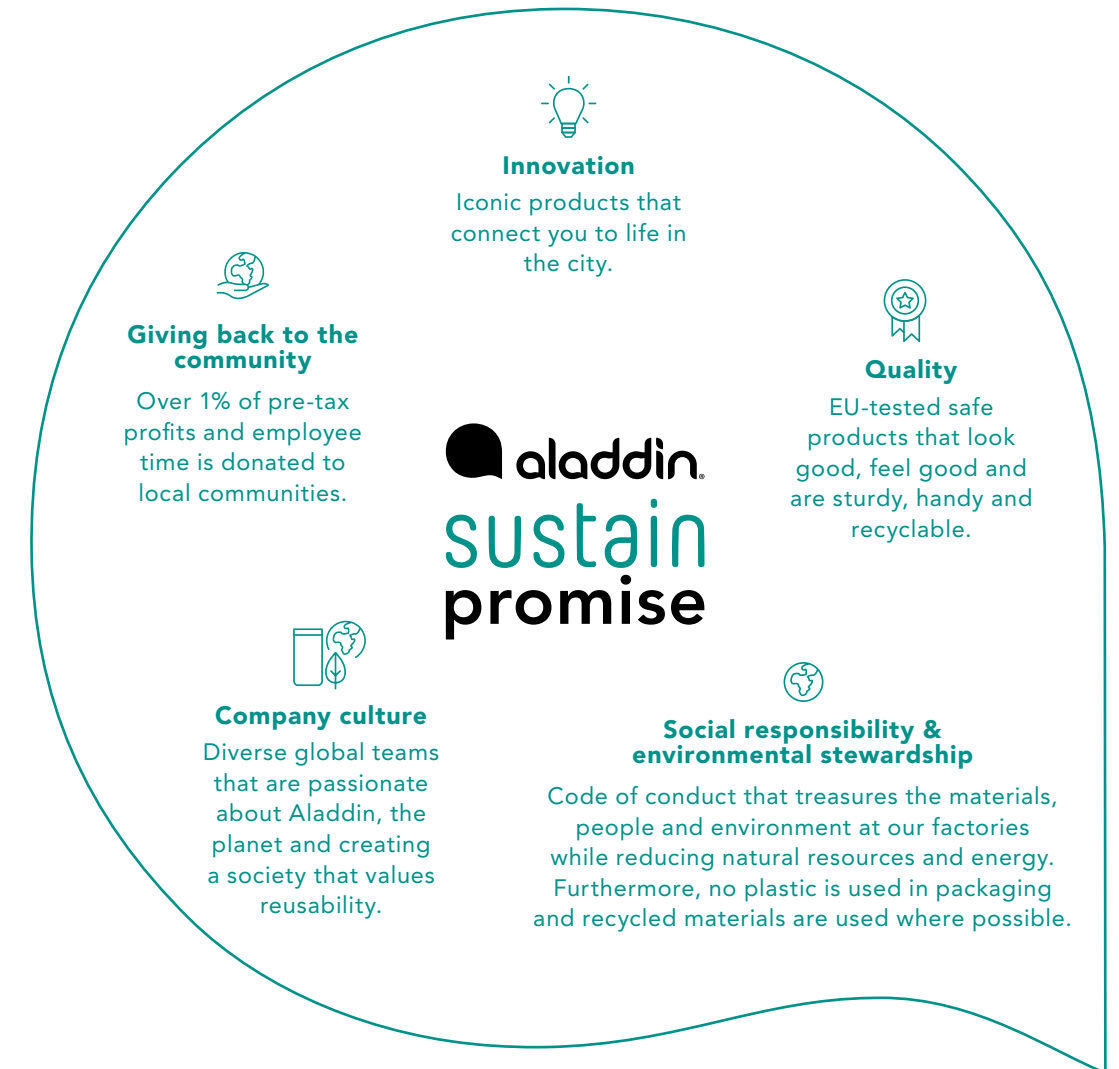 Innovation
Iconic products that
connect you to life in
the city.
Giving back to the
community
Over 1% of pre-tax
profits and employee
time is donated to
local communities.
Quality
EU-tested safe
products that look
good, feel good and
are sturdy, handy and
recyclable.
aladdin®
sustain
promise
Company culture
Diverse global teams
that are passionate
about Aladdin, the
planet and creating
a society that values
reusability.
Social responsibility &
environmental stewardship
Code of conduct that treasures the materials,
people and environment at our factories
while reducing natural resources and energy.
Furthermore, no plastic is used in packaging
and recycled materials are used where possible.